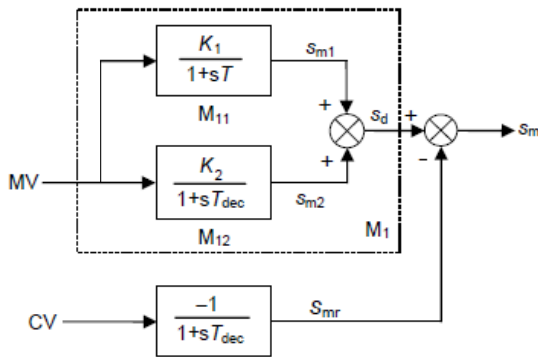 K1
1+sT
sm1
M11
+
+
sd
+
-
sm
MV
K2
1+sTdec
sm2
M12
M1
CV
–1
1+sTdec
Smr